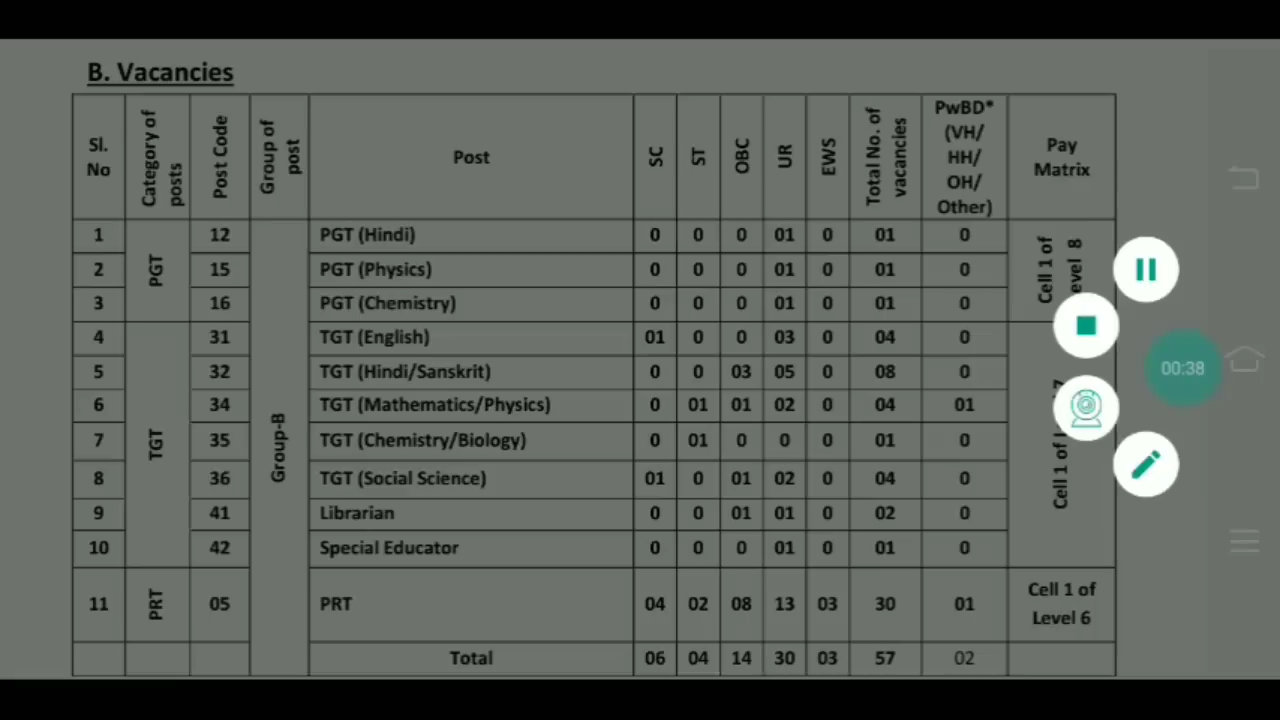 B. Vacancies
Sl. No Category of posts Post Code Group of post Post SC ST OBC UR EWS Total No. of vacancies PwBD* (VH/ HH/ OH/ Other) Pay Matrix
1 PGT 12 Group-B PGT (Hindi) 0 0 0 01 0 01 0 Cell 1 of Level 8
2 15 PGT (Physics) 0 0 0 01 0 01 0
3 16 PGT (Chemistry) 0 0 0 01 0 01 0
4 TGT 31 TGT (English) 01 0 0 03 0 04 0 Cell 1 of
5 32 TGT (Hindi/Sanskrit) 0 0 03 05 0 08 0
6 34 TGT (Mathematics/Physics) 0 01 01 02 0 04 01
7 35 TGT (Chemistry/Biology) 0 01 0 0 0 01 0
8 36 TGT (Social Science) 01 0 01 02 0 04 0
9 41 Librarian 0 0 01 01 0 02 0
10 42 Special Educator 0 0 0 01 0 01 0
11 PRT 05 PRT 04 02 08 13 03 30 01 Cell 1 of Level 6
Total 06 04 14 30 03 57 02
00:38